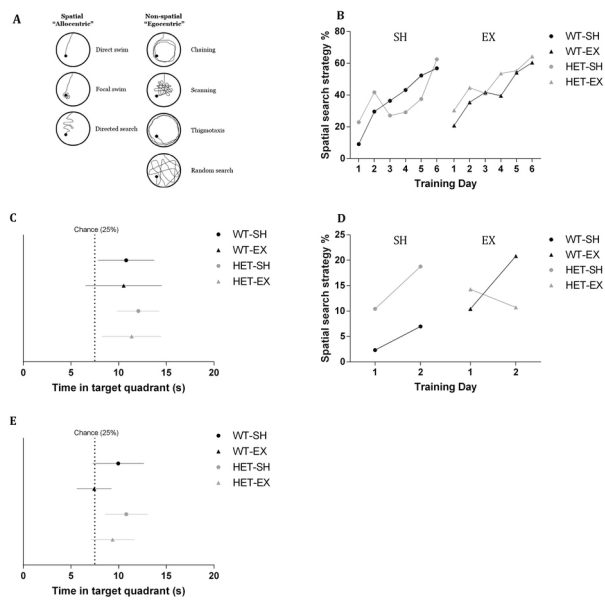 A
Spatial
"Allocentric"
Non-spatial
("Egocentric")
Direct swim
Chaining
Focal swim
Scanning
Directed search
Thigmotaxis
Random search
B
SH
EX
WT-SH
WT-EX
HET-SH
HET-EX
Spatial search strategy %
80
60
40
20
0
1 2 3 4 5 6
1 2 3 4 5 6
Training Day
C
Chance (25%)
WT-SH
WT-EX
HET-SH
HET-EX
0 5 10 15 20
Time in target quadrant (s)
D
SH
EX
WT-SH
WT-EX
HET-SH
HET-EX
Spatial search strategy %
25
20
15
10
5
0
1 2
1 2
Training Day
E
Chance (25%)
WT-SH
WT-EX
HET-SH
HET-EX
0 5 10 15 20
Time in target quadrant (s)